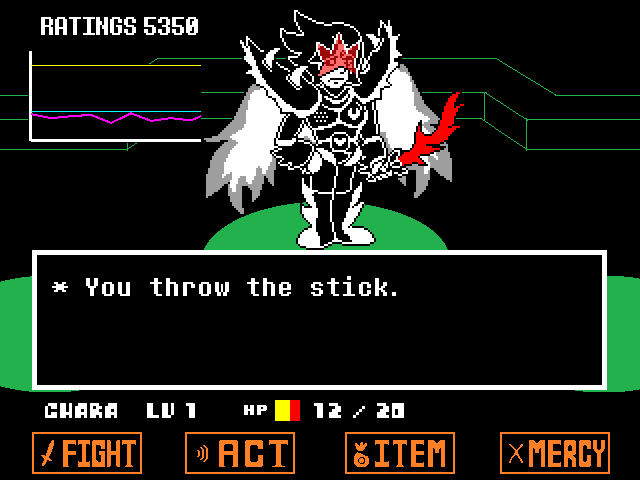 RATINGS 5350
* You throw the stick.
CHARA LV 1 HP 12 / 20
FIGHT ACT ITEM MERCY